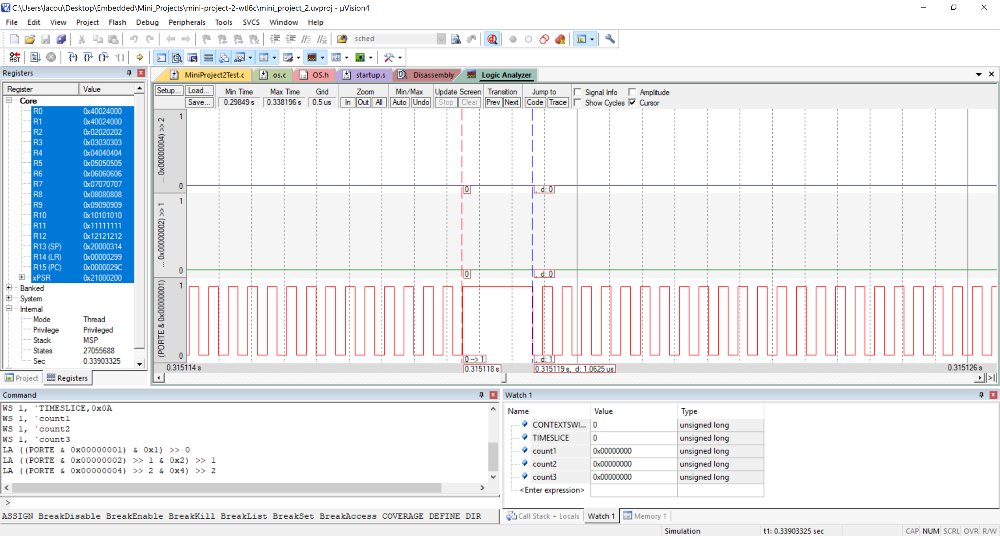 C:\Users\lacou\Desktop\Embedded\Mini_Projects\mini-project-2-wtl6c\mini_project_2.uvproj - µVision4
File Edit View Project Flash Debug Peripherals Tools SVCS Window Help
sched
RST
Registers
Register Value
Core
R0 0x40024000
R1 0x40024000
R2 0x02020202
R3 0x03030303
R4 0x04040404
R5 0x05050505
R6 0x06060606
R7 0x07070707
R8 0x08080808
R9 0x09090909
R10 0x10101010
R11 0x11111111
R12 0x12121212
R13 (SP) 0x20000314
R14 (LR) 0x00000299
R15 (PC) 0x0000029C
xPSR 0x21000200
Banked
System
Internal
Mode Thread
Privilege Privileged
Stack MSP
States 27055688
Sec 0.33903325
Project Registers
MiniProject2Test.c os.c OS.h startup.s Disassembly Logic Analyzer
Setup... Load... Min Time Max Time Grid Zoom Min/Max Update Screen Transition Jump to Signal Info Amplitude
Save... 0.29849 s 0.338196 s 0.5 us In Out All Auto Undo Stop Clear Prev Next Code Trace Show Cycles Cursor
1
... 0x00000004) >> 2
0
0
, d: 0
1
... 0x00000002) >> 1
0
0
, d: 0
1
(PORTE & 0x00000001)
0
0 --> 1
, d: 1
0.315114 s
0.315118 s
0.315119 s, d: 1.0625 us
0.315126 s
Command
WS 1, `TIMESLICE,0x0A
WS 1, `count1
WS 1, `count2
WS 1, `count3
LA ((PORTE & 0x00000001) & 0x1) >> 0
LA ((PORTE & 0x00000002) >> 1 & 0x2) >> 1
LA ((PORTE & 0x00000004) >> 2 & 0x4) >> 2
>
ASSIGN BreakDisable BreakEnable BreakKill BreakList BreakSet BreakAccess COVERAGE DEFINE DIR
Watch 1
Name Value Type
CONTEXTSWI... 0 unsigned long
TIMESLICE 0 unsigned long
count1 0x00000000 unsigned long
count2 0x00000000 unsigned long
count3 0x00000000 unsigned long
<Enter expression>
Call Stack + Locals Watch 1 Memory 1
Simulation t1: 0.33903325 sec CAP NUM SCRL OVR R/W